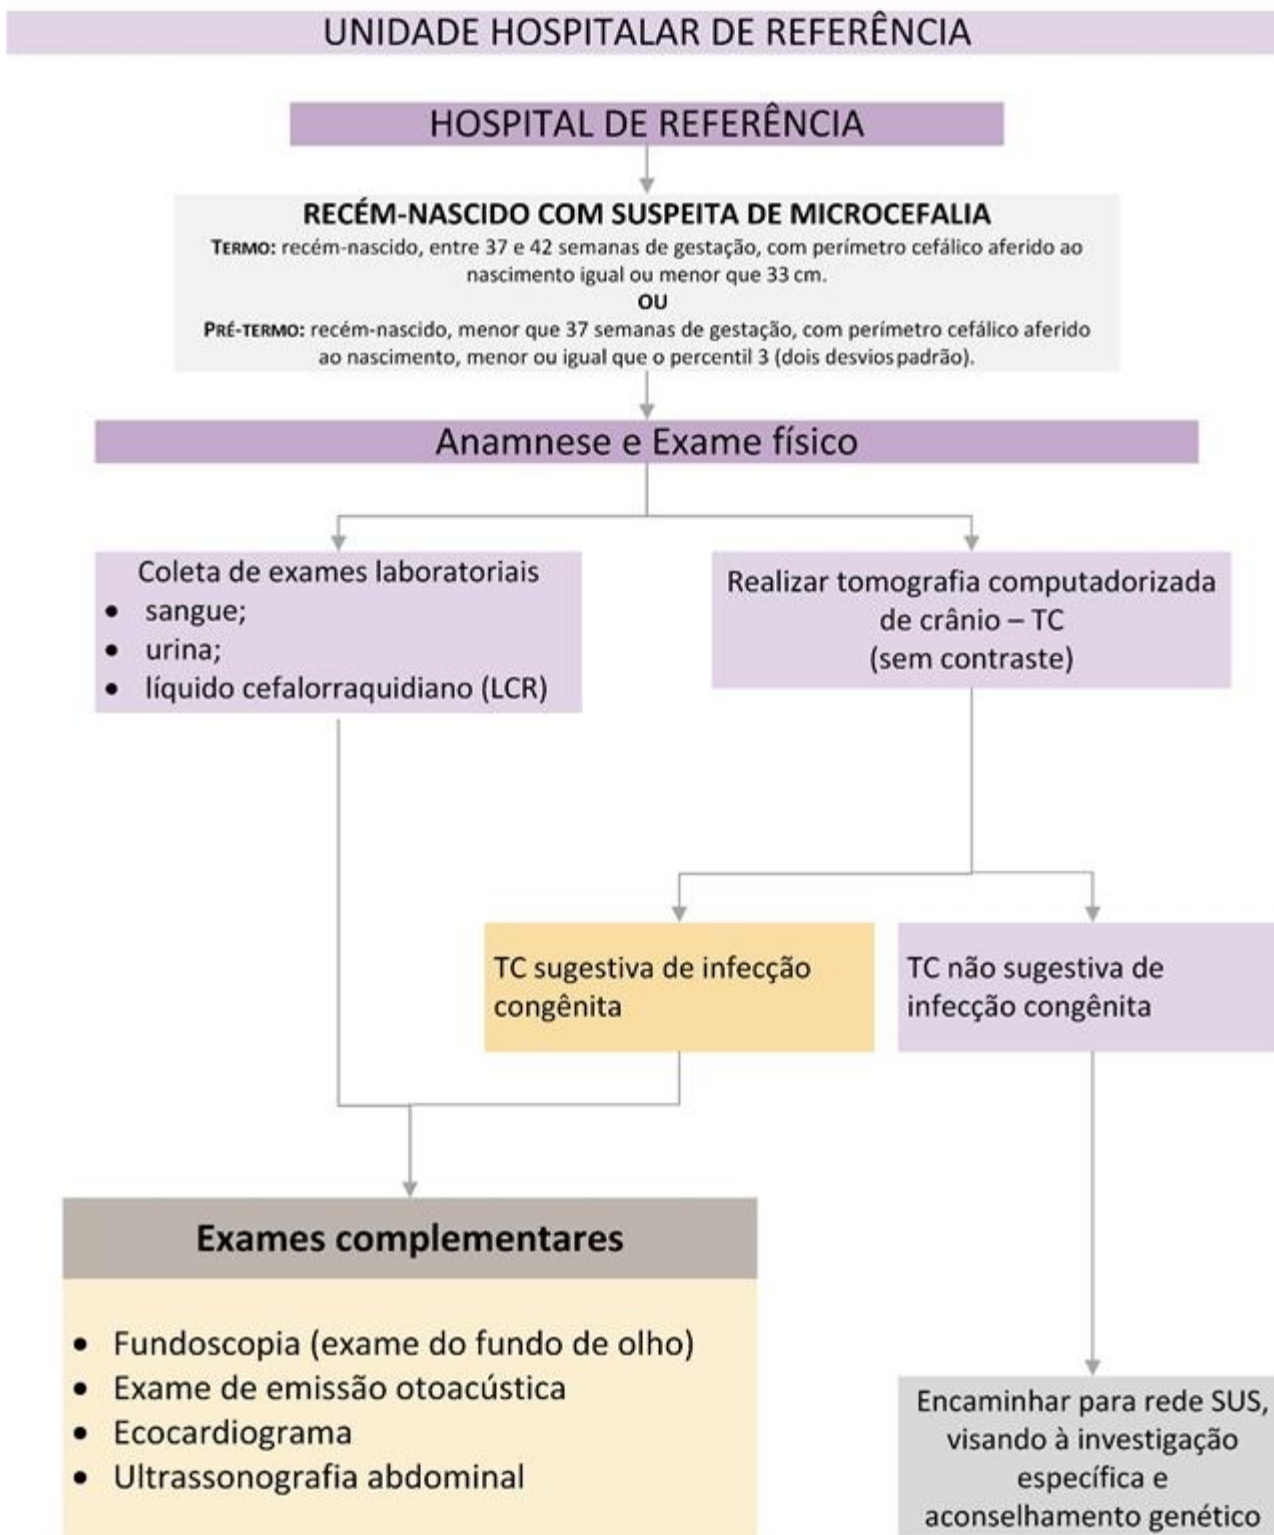 UNIDADE HOSPITALAR DE REFERÊNCIA
HOSPITAL DE REFERÊNCIA
RECÉM-NASCIDO COM SUSPEITA DE MICROCEFALIA
TERMO: recém-nascido, entre 37 e 42 semanas de gestação, com perímetro cefálico aferido ao
nascimento igual ou menor que 33 cm.
OU
PRÉ-TERMO: recém-nascido, menor que 37 semanas de gestação, com perímetro cefálico aferido
ao nascimento, menor ou igual que o percentil 3 (dois desvios padrão).
Anamnese e Exame físico
Coleta de exames laboratoriais
• sangue;
• urina;
• líquido cefalorraquidiano (LCR)
Realizar tomografia computadorizada
de crânio – TC
(sem contraste)
TC sugestiva de infecção
congênita
TC não sugestiva de
infecção congênita
Exames complementares
• Fundoscopia (exame do fundo de olho)
• Exame de emissão otoacústica
• Ecocardiograma
• Ultrassonografia abdominal
Encaminhar para rede SUS,
visando à investigação
específica e
aconselhamento genético